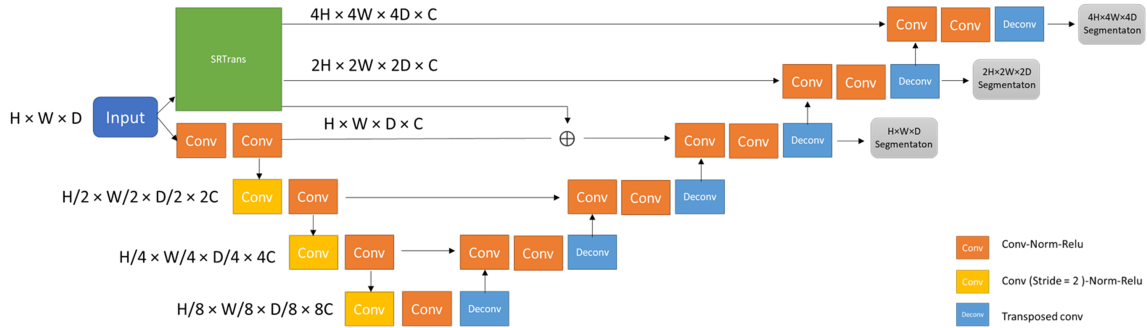 4H × 4W × 4D × C
Conv Conv Deconv
4H×4W×4D
Segmentaton
SRTrans
2H × 2W × 2D × C
Conv Conv Deconv
2H×2W×2D
Segmentaton
H × W × D
Input
H × W × D × C
Conv Conv
⊕
Conv Conv Deconv
H×W×D
Segmentaton
H/2 × W/2 × D/2 × 2C
Conv Conv
Conv Conv Deconv
H/4 × W/4 × D/4 × 4C
Conv Conv
Conv Conv Deconv
H/8 × W/8 × D/8 × 8C
Conv Conv Deconv
Conv Conv-Norm-Relu
Conv Conv (Stride = 2 )-Norm-Relu
Deconv Transposed conv